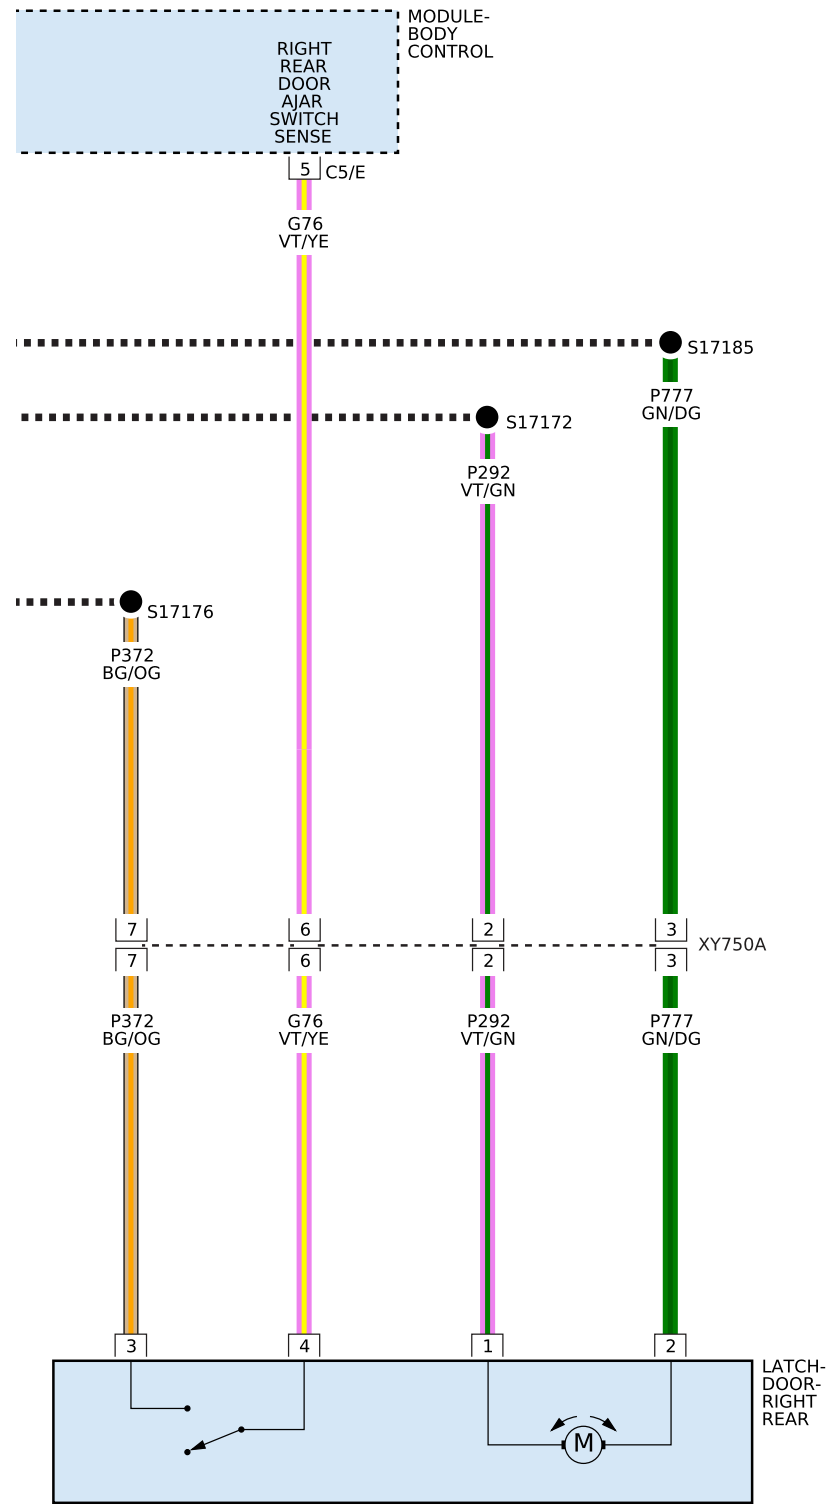 MODULE-
BODY
CONTROL
RIGHT
REAR
DOOR
AJAR
SWITCH
SENSE
5
C5/E
G76
VT/YE
S17185
P777
GN/DG
S17172
P292
VT/GN
S17176
P372
BG/OG
7
6
2
3
XY750A
7
6
2
3
P372
BG/OG
G76
VT/YE
P292
VT/GN
P777
GN/DG
3
4
1
2
LATCH-
DOOR-
RIGHT
REAR
M